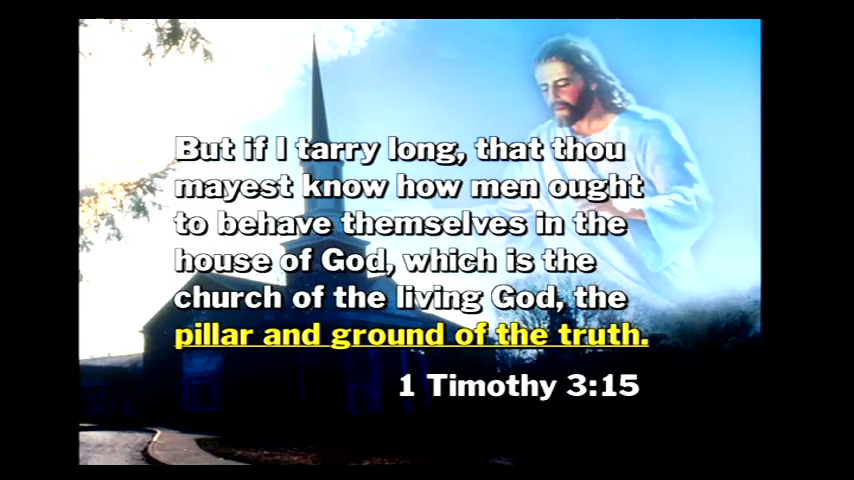 But if I tarry long, that thou
mayest know how men ought
to behave themselves in the
house of God, which is the
church of the living God, the
pillar and ground of the truth.
1 Timothy 3:15